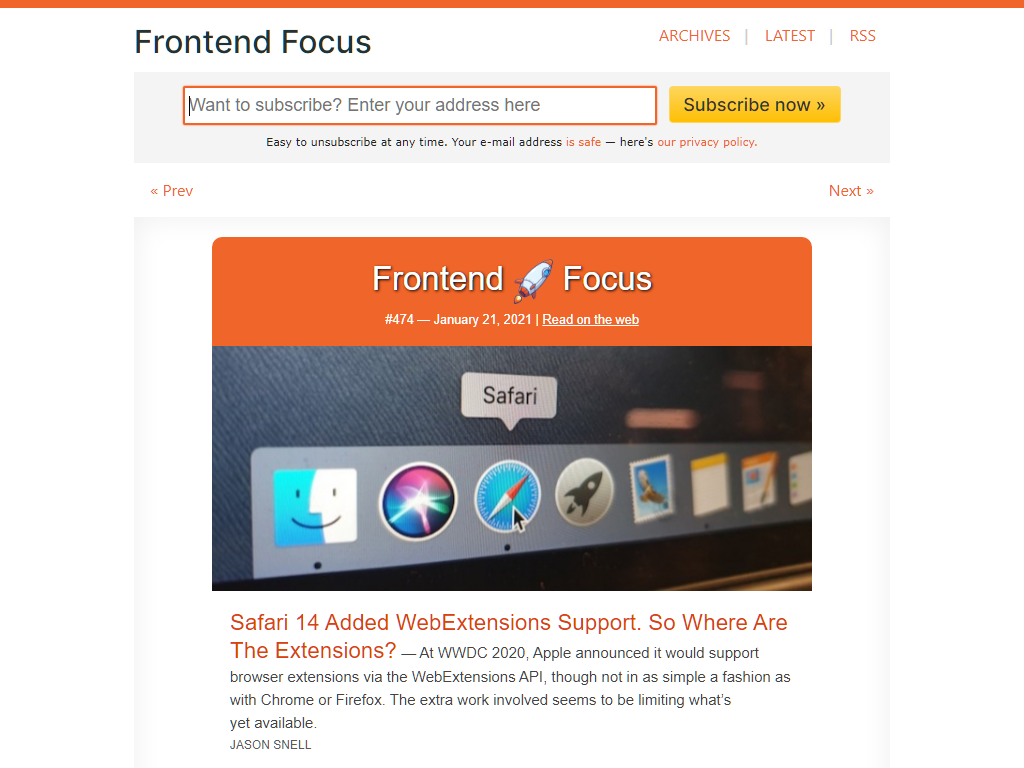 Frontend Focus
ARCHIVES | LATEST | RSS
Want to subscribe? Enter your address here
Subscribe now »
Easy to unsubscribe at any time. Your e-mail address is safe — here's our privacy policy.
« Prev
Next »
Frontend 🚀 Focus
#474 — January 21, 2021 | Read on the web
Safari
Safari 14 Added WebExtensions Support. So Where Are
The Extensions? — At WWDC 2020, Apple announced it would support
browser extensions via the WebExtensions API, though not in as simple a fashion as
with Chrome or Firefox. The extra work involved seems to be limiting what’s
yet available.
JASON SNELL